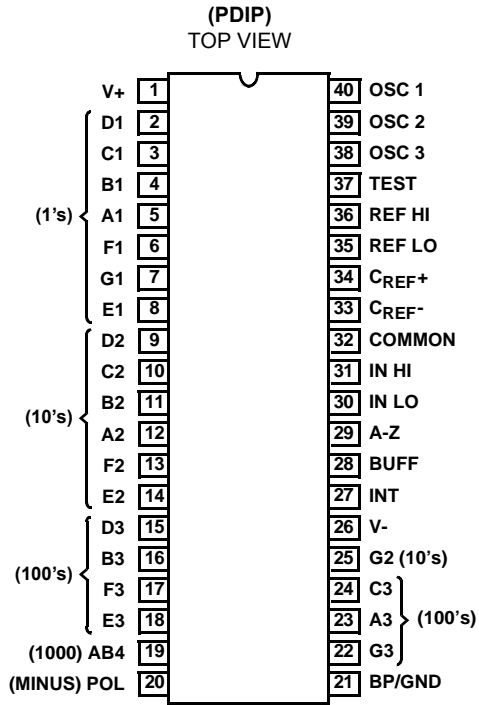 (PDIP)
TOP VIEW
V+ 1 40 OSC 1
D1 2 39 OSC 2
C1 3 38 OSC 3
B1 4 37 TEST
(1's) A1 5 36 REF HI
F1 6 35 REF LO
G1 7 34 CREF+
E1 8 33 CREF-
D2 9 32 COMMON
C2 10 31 IN HI
B2 11 30 IN LO
(10's) A2 12 29 A-Z
F2 13 28 BUFF
E2 14 27 INT
D3 15 26 V-
B3 16 25 G2 (10's)
(100's) F3 17 24 C3
E3 18 23 A3 (100's)
(1000) AB4 19 22 G3
(MINUS) POL 20 21 BP/GND